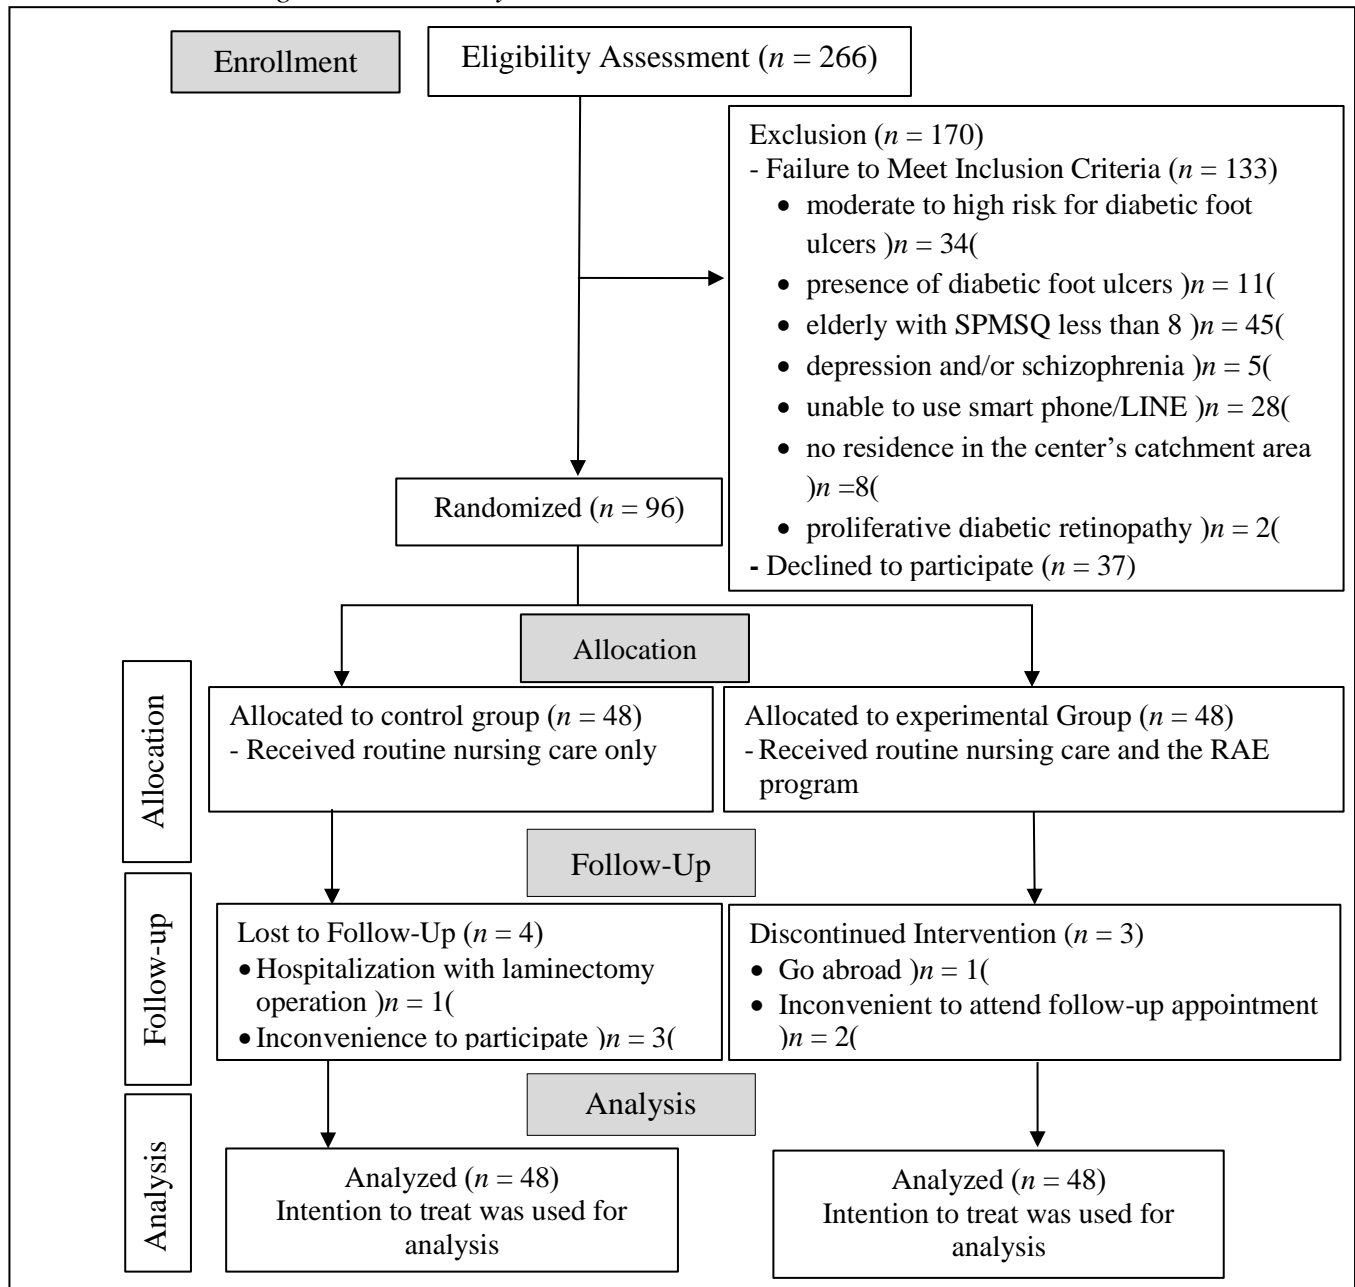 Enrollment
Eligibility Assessment (n = 266)
Exclusion (n = 170)
- Failure to Meet Inclusion Criteria (n = 133)
• moderate to high risk for diabetic foot
ulcers )n = 34(
• presence of diabetic foot ulcers )n = 11(
• elderly with SPMSQ less than 8 )n = 45(
• depression and/or schizophrenia )n = 5(
• unable to use smart phone/LINE )n = 28(
• no residence in the center’s catchment area
)n =8(
• proliferative diabetic retinopathy )n = 2(
- Declined to participate (n = 37)
Randomized (n = 96)
Allocation
Allocation
Allocated to control group (n = 48)
- Received routine nursing care only
Allocated to experimental Group (n = 48)
- Received routine nursing care and the RAE
program
Follow-Up
Follow-up
Lost to Follow-Up (n = 4)
• Hospitalization with laminectomy
operation )n = 1(
• Inconvenience to participate )n = 3(
Discontinued Intervention (n = 3)
• Go abroad )n = 1(
• Inconvenient to attend follow-up appointment
)n = 2(
Analysis
Analysis
Analyzed (n = 48)
Intention to treat was used for
analysis
Analyzed (n = 48)
Intention to treat was used for
analysis